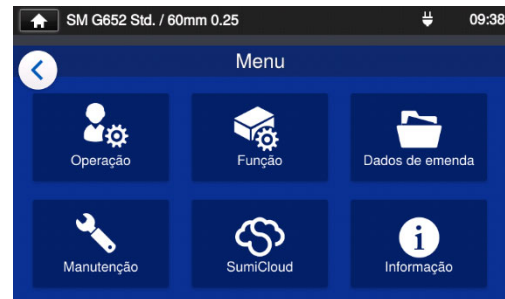 SM G652 Std. / 60mm 0.25 09:38
Menu
Operação Função Dados de emenda
Manutenção SumiCloud Informação